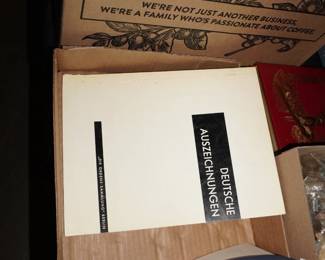 WE'RE NOT JUST ANOTHER BUSINESS,
WE'RE A FAMILY WHO'S PASSIONATE ABOUT COFFEE.
DEUTSCHE
AUSZEICHNUNGEN